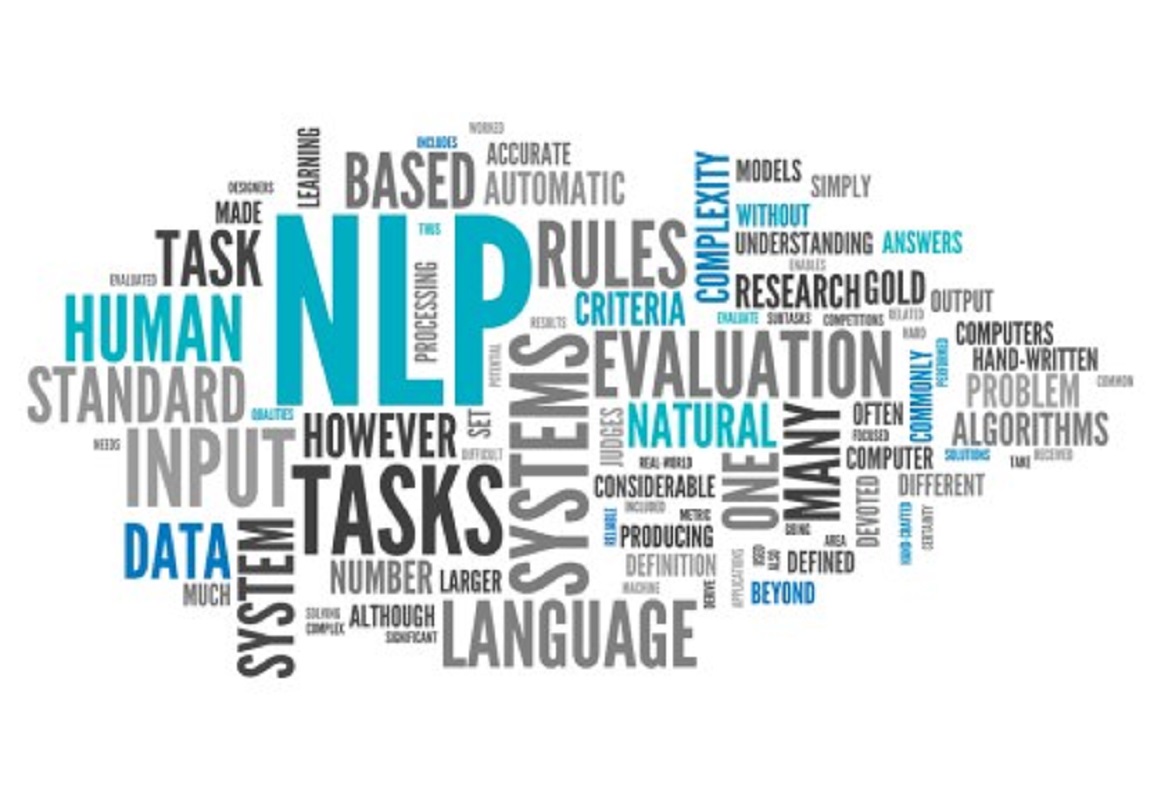 WORKED
INCLUDES
LEARNING
BASED
ACCURATE
AUTOMATIC
COMPLEXITY
MODELS
SIMPLY
DESIGNERS
MADE
WITHOUT
TASK
NLP
THUS
RULES
UNDERSTANDING
ANSWERS
ENABLES
EVALUATED
PROCESSING
RESEARCH
GOLD
OUTPUT
HUMAN
CRITERIA
RESULTS
EVALUATE
SUBTASKS
COMPETITIONS
RELATED
HARD
COMPUTERS
POTENTIAL
SYSTEMS
EVALUATION
COMMONLY
PERFORMED
HAND-WRITTEN
STANDARD
PROBLEM
COMMON
QUALITIES
HOWEVER
SET
JUDGES
NATURAL
MANY
OFTEN
FOCUSED
ALGORITHMS
NEEDS
INPUT
DIFFICULT
REAL-WORLD
ONE
COMPUTER
SOLUTIONS
TAKE
RECEIVED
TASKS
CONSIDERABLE
DEVOTED
DIFFERENT
INCLUDED
METRIC
RELIABLE
PRODUCING
GOING
AREA
HAND-CRAFTED
CERTAINTY
DATA
SYSTEM
NUMBER
LARGER
DEFINITION
APPLICATIONS
USED
ALSO
DEFINED
MUCH
MACHINE
DERIVE
BEYOND
SOLVING
COMPLEX
ALTHOUGH
SIGNIFICANT
LANGUAGE